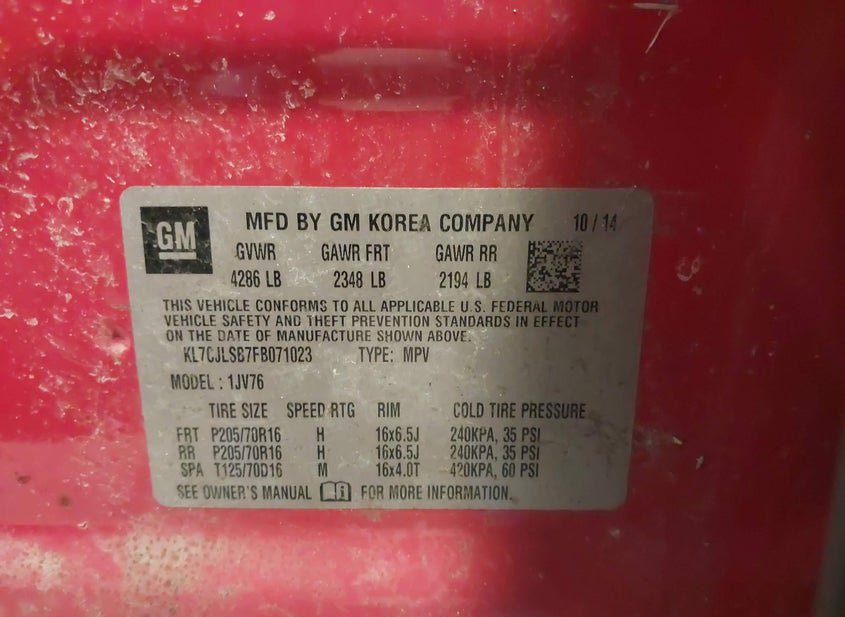 GM
MFD BY GM KOREA COMPANY 10 / 14
GVWR GAWR FRT GAWR RR
4286 LB 2348 LB 2194 LB
THIS VEHICLE CONFORMS TO ALL APPLICABLE U.S. FEDERAL MOTOR
VEHICLE SAFETY AND THEFT PREVENTION STANDARDS IN EFFECT
ON THE DATE OF MANUFACTURE SHOWN ABOVE.
KL7CJLSB7FB071023 TYPE: MPV
MODEL : 1JV76
TIRE SIZE SPEED RTG RIM COLD TIRE PRESSURE
FRT P205/70R16 H 16x6.5J 240KPA, 35 PSI
RR P205/70R16 H 16x6.5J 240KPA, 35 PSI
SPA T125/70D16 M 16x4.0T 420KPA, 60 PSI
SEE OWNER'S MANUAL FOR MORE INFORMATION.